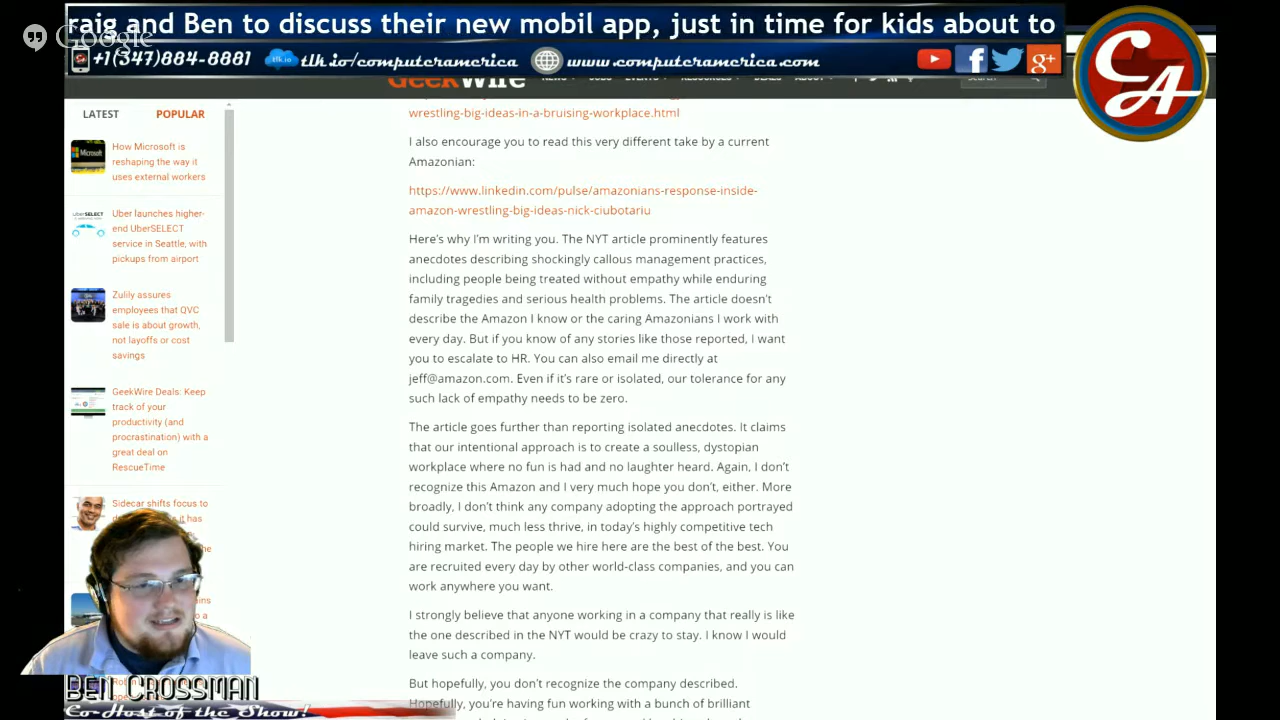 raig and Ben to discuss their new mobil app, just in time for kids about to
Google
+1(347)884-8881
tlk.io/computeramerica
www.computeramerica.com
CA
GeekWire
LATEST
POPULAR
How Microsoft is
reshaping the way it
uses external workers
Uber launches higher-
end UberSELECT
service in Seattle, with
pickups from airport
Zulily assures
employees that QVC
sale is about growth,
not layoffs or cost
savings
GeekWire Deals: Keep
track of your
productivity (and
procrastination) with a
great deal on
RescueTime
Sidecar shifts focus to
it has
wrestling-big-ideas-in-a-bruising-workplace.html
I also encourage you to read this very different take by a current
Amazonian:
https://www.linkedin.com/pulse/amazonians-response-inside-
amazon-wrestling-big-ideas-nick-ciubotariu
Here's why I'm writing you. The NYT article prominently features
anecdotes describing shockingly callous management practices,
including people being treated without empathy while enduring
family tragedies and serious health problems. The article doesn't
describe the Amazon I know or the caring Amazonians I work with
every day. But if you know of any stories like those reported, I want
you to escalate to HR. You can also email me directly at
jeff@amazon.com. Even if it's rare or isolated, our tolerance for any
such lack of empathy needs to be zero.
The article goes further than reporting isolated anecdotes. It claims
that our intentional approach is to create a soulless, dystopian
workplace where no fun is had and no laughter heard. Again, I don't
recognize this Amazon and I very much hope you don't, either. More
broadly, I don't think any company adopting the approach portrayed
could survive, much less thrive, in today's highly competitive tech
hiring market. The people we hire here are the best of the best. You
are recruited every day by other world-class companies, and you can
work anywhere you want.
I strongly believe that anyone working in a company that really is like
the one described in the NYT would be crazy to stay. I know I would
leave such a company.
But hopefully, you don't recognize the company described.
Hopefully, you're having fun working with a bunch of brilliant
BEN CROSSMAN
Co-Host of the Show!